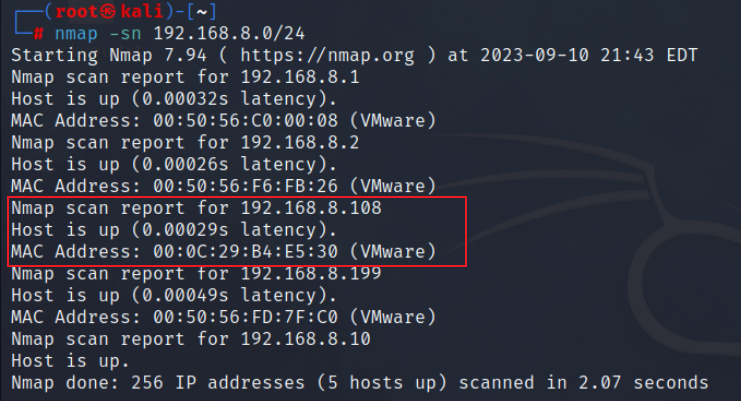 ┌──(root㉿kali)-[~]
└─# nmap -sn 192.168.8.0/24
Starting Nmap 7.94 ( https://nmap.org ) at 2023-09-10 21:43 EDT
Nmap scan report for 192.168.8.1
Host is up (0.00032s latency).
MAC Address: 00:50:56:C0:00:08 (VMware)
Nmap scan report for 192.168.8.2
Host is up (0.00026s latency).
MAC Address: 00:50:56:F6:FB:26 (VMware)
Nmap scan report for 192.168.8.108
Host is up (0.00029s latency).
MAC Address: 00:0C:29:B4:E5:30 (VMware)
Nmap scan report for 192.168.8.199
Host is up (0.00049s latency).
MAC Address: 00:50:56:FD:7F:C0 (VMware)
Nmap scan report for 192.168.8.10
Host is up.
Nmap done: 256 IP addresses (5 hosts up) scanned in 2.07 seconds